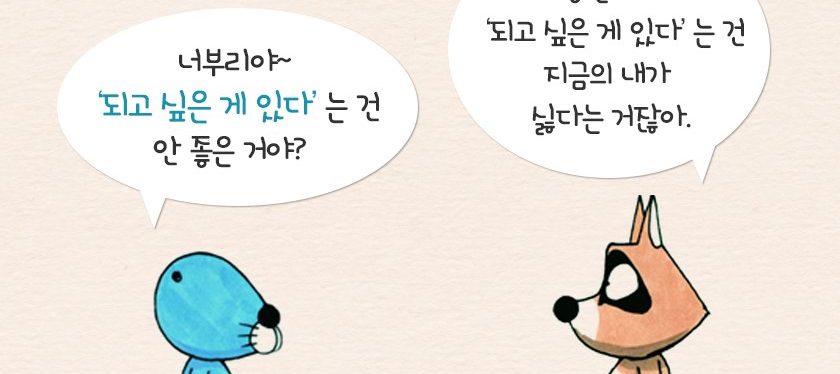 너부리야~
'되고 싶은 게 있다' 는 건
안 좋은 거야?
'되고 싶은 게 있다' 는 건
지금의 내가
싫다는 거잖아.